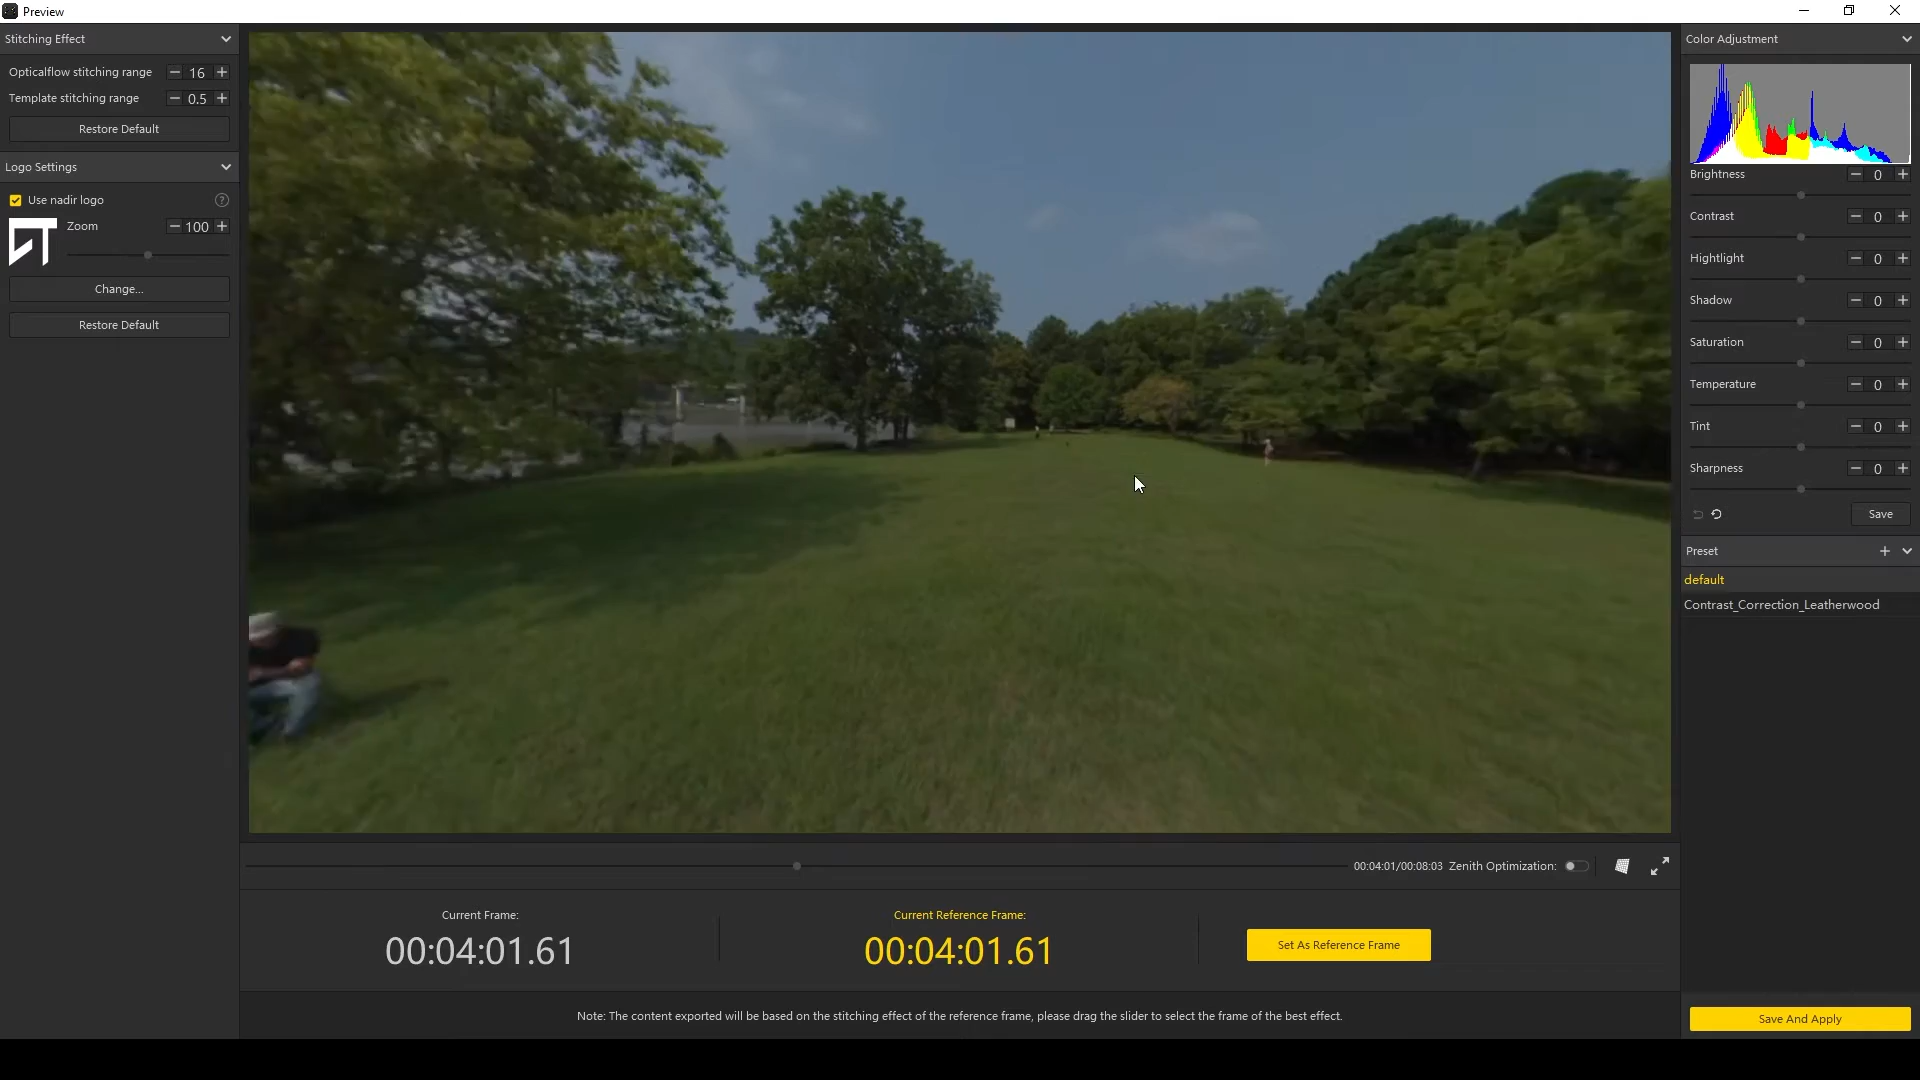 Preview
Stitching Effect
Opticalflow stitching range 16
Template stitching range 0.5
Restore Default
Logo Settings
Use nadir logo
Zoom 100
Change...
Restore Default
00:04:01/00:08:03 Zenith Optimization:
Current Frame:
00:04:01.61
Current Reference Frame:
00:04:01.61
Set As Reference Frame
Note: The content exported will be based on the stitching effect of the reference frame, please drag the slider to select the frame of the best effect.
Color Adjustment
Brightness 0
Contrast 0
Hightlight 0
Shadow 0
Saturation 0
Temperature 0
Tint 0
Sharpness 0
Save
Preset
default
Contrast_Correction_Leatherwood
Save And Apply